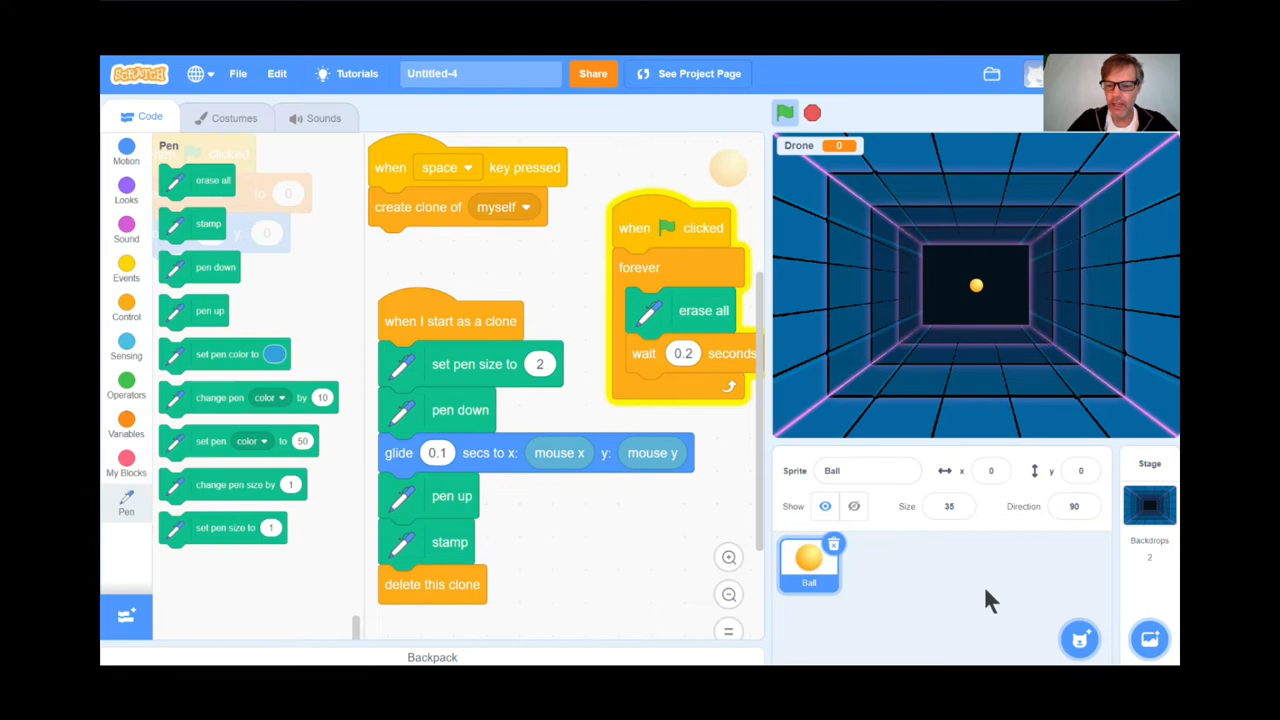 SCRATCH File Edit Tutorials Untitled-4 Share See Project Page
Code Costumes Sounds
Motion
Looks
Sound
Events
Control
Sensing
Operators
Variables
My Blocks
Pen
Pen
erase all
stamp
pen down
pen up
set pen color to
change pen color by 10
set pen color to 50
change pen size by 1
set pen size to 1
clicked
to 0
y: 0
when space key pressed
create clone of myself
when I start as a clone
set pen size to 2
pen down
glide 0.1 secs to x: mouse x y: mouse y
pen up
stamp
delete this clone
when clicked
forever
erase all
wait 0.2 seconds
Drone 0
Sprite Ball x 0 y 0
Show Size 35 Direction 90
Ball
Stage
Backdrops
2
Backpack